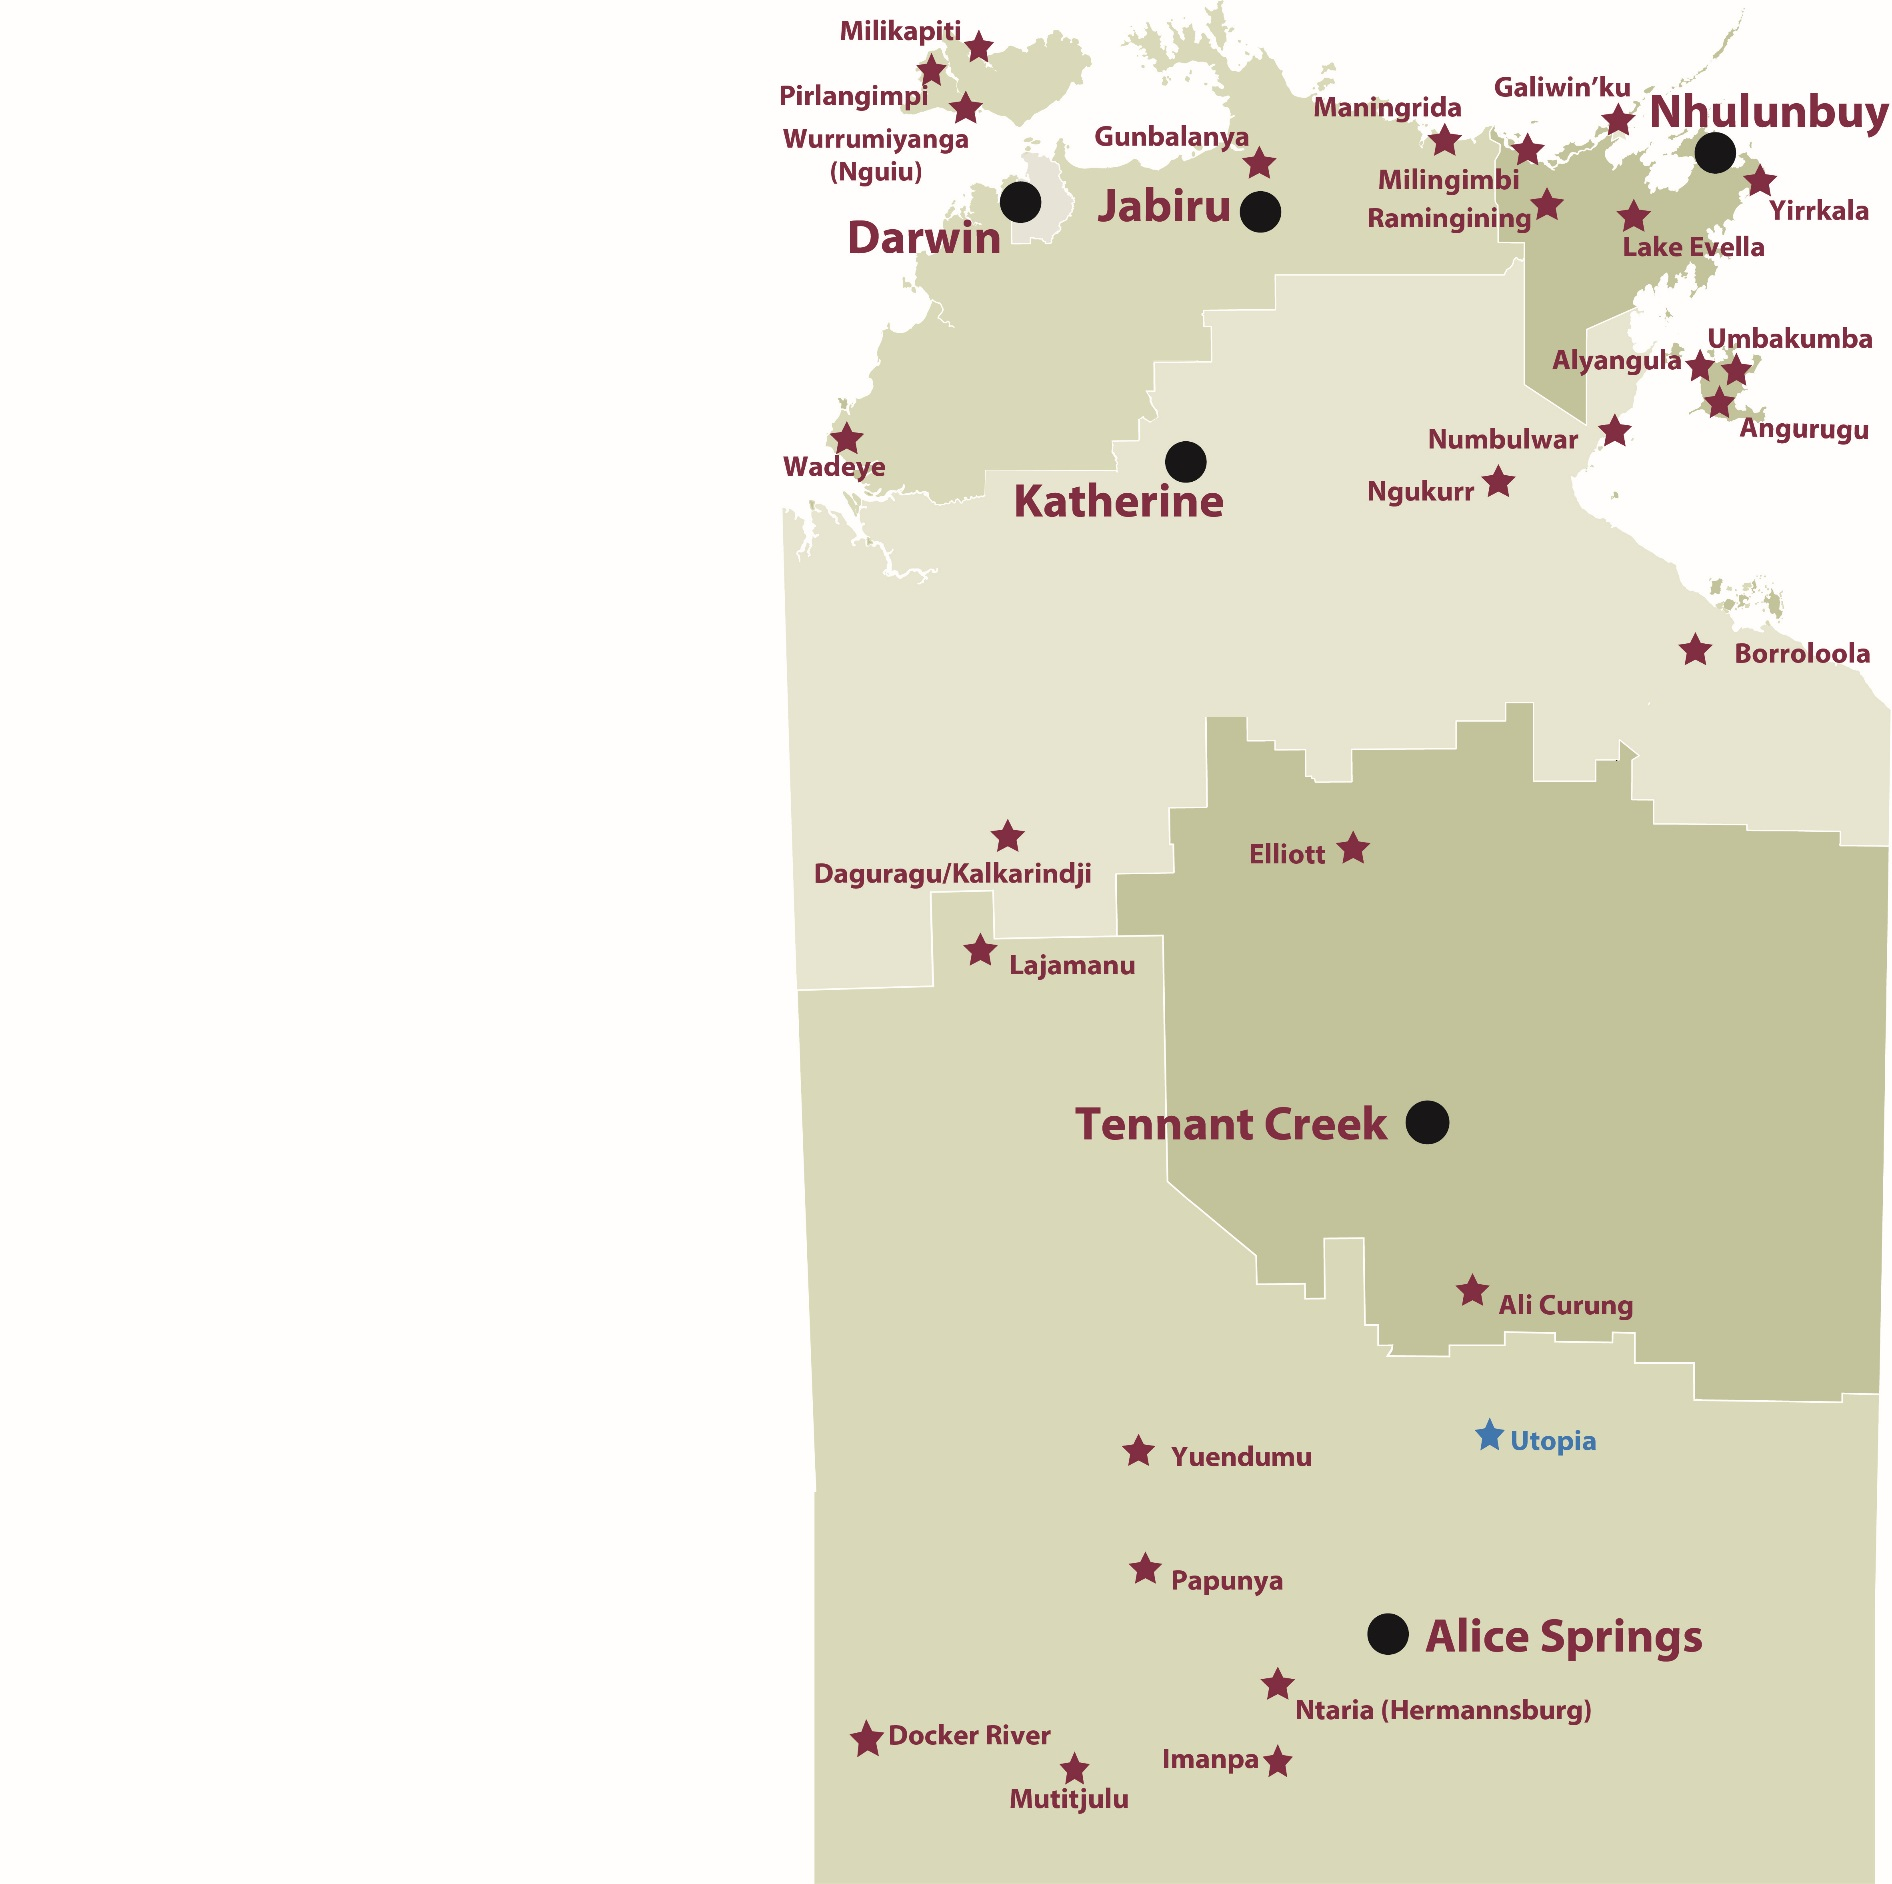 Milikapiti
Pirlangimpi
Wurrumiyanga
(Nguiu)
Darwin
Gunbalanya
Jabiru
Maningrida
Galiwin’ku
Nhulunbuy
Milingimbi
Ramingining
Yirrkala
Lake Evella
Umbakumba
Alyangula
Angurugu
Numbulwar
Ngukurr
Wadeye
Katherine
Borroloola
Daguragu/Kalkarindji
Elliott
Lajamanu
Tennant Creek
Ali Curung
Utopia
Yuendumu
Papunya
Alice Springs
Ntaria (Hermannsburg)
Docker River
Imanpa
Mutitjulu